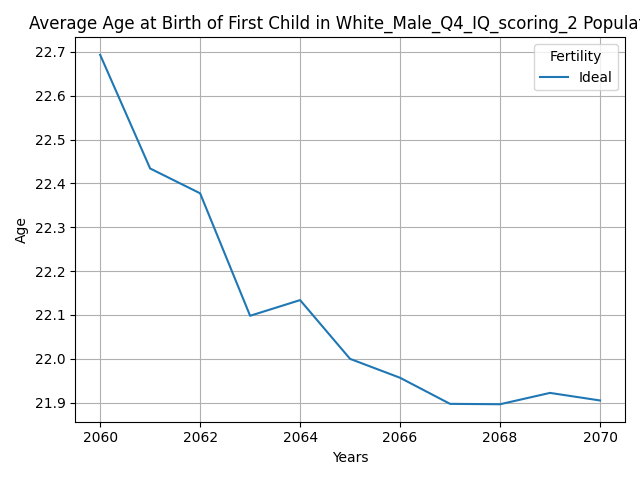 Average Age at Birth of First Child in White_Male_Q4_IQ_scoring_2 Populat
Fertility
Ideal
Age
22.7
22.6
22.5
22.4
22.3
22.2
22.1
22.0
21.9
2060 2062 2064 2066 2068 2070
Years